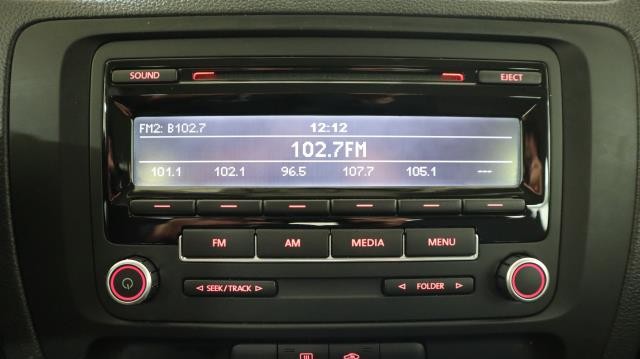 SOUND EJECT
FM2: B102.7 12:12
102.7FM
101.1 102.1 96.5 107.7 105.1 ---
FM AM MEDIA MENU
◁ SEEK/TRACK ▷ ◁ FOLDER ▷